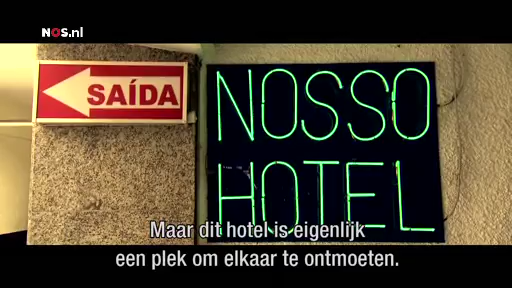 NOS.nl
SAÍDA
NOSSO
HOTEL
Maar dit hotel is eigenlijk
een plek om elkaar te ontmoeten.